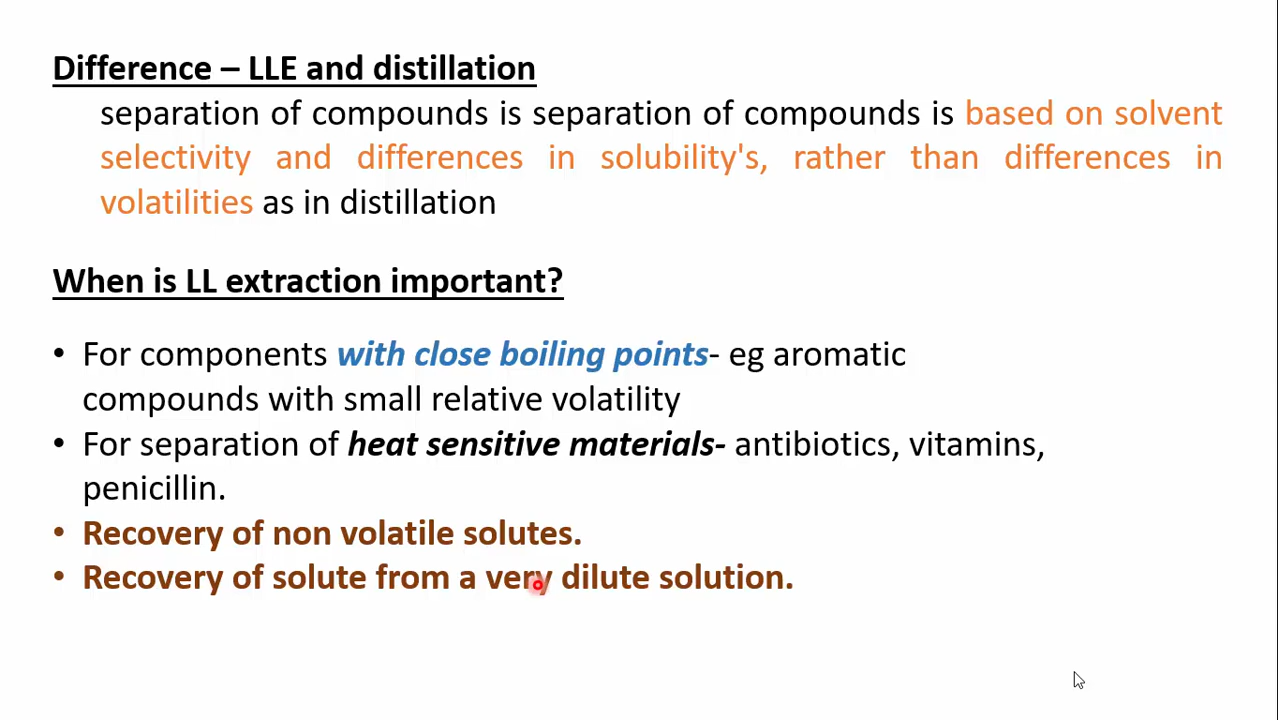 Difference – LLE and distillation
separation of compounds is separation of compounds is based on solvent
selectivity and differences in solubility's, rather than differences in
volatilities as in distillation
When is LL extraction important?
• For components with close boiling points- eg aromatic
compounds with small relative volatility
• For separation of heat sensitive materials- antibiotics, vitamins,
penicillin.
• Recovery of non volatile solutes.
• Recovery of solute from a very dilute solution.